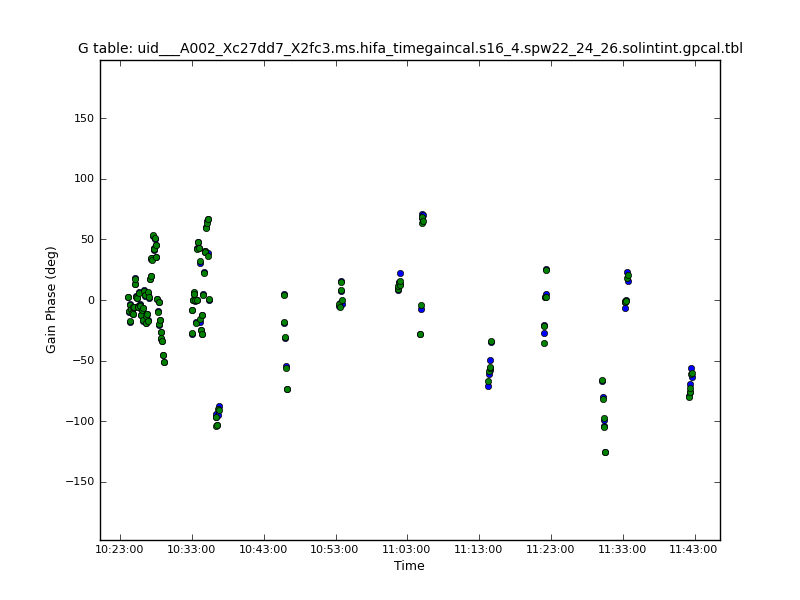 G table: uid___A002_Xc27dd7_X2fc3.ms.hifa_timegaincal.s16_4.spw22_24_26.solintint.gpcal.tbl
150
100
50
0
−50
−100
−150
Gain Phase (deg)
10:23:00 10:33:00 10:43:00 10:53:00 11:03:00 11:13:00 11:23:00 11:33:00 11:43:00
Time